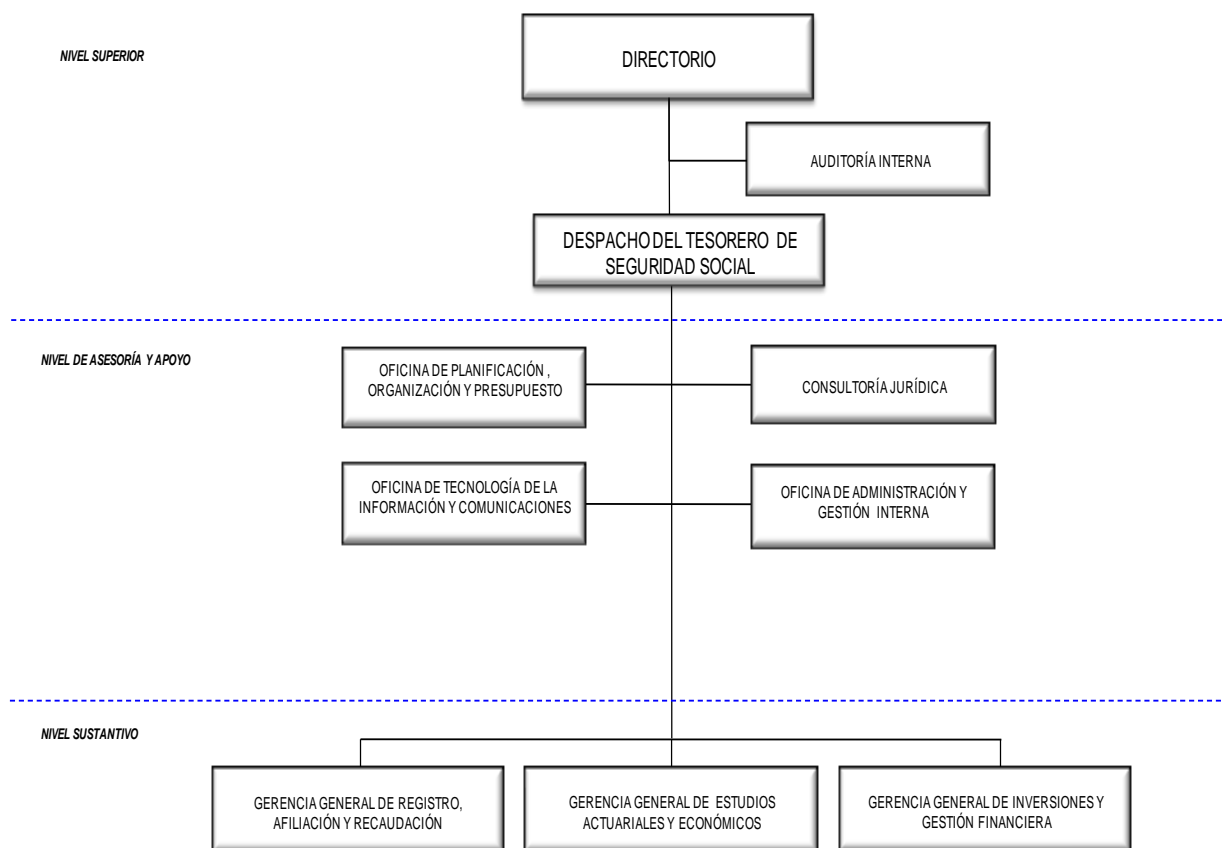 NIVEL SUPERIOR
DIRECTORIO
AUDITORÍA INTERNA
DESPACHO DEL TESORERO DE
SEGURIDAD SOCIAL
NIVEL DE ASESORÍA Y APOYO
OFICINA DE PLANIFICACIÓN ,
ORGANIZACIÓN Y PRESUPUESTO
CONSULTORÍA JURÍDICA
OFICINA DE TECNOLOGÍA DE LA
INFORMACIÓN Y COMUNICACIONES
OFICINA DE ADMINISTRACIÓN Y
GESTIÓN INTERNA
NIVEL SUSTANTIVO
GERENCIA GENERAL DE REGISTRO,
AFILIACIÓN Y RECAUDACIÓN
GERENCIA GENERAL DE ESTUDIOS
ACTUARIALES Y ECONÓMICOS
GERENCIA GENERAL DE INVERSIONES Y
GESTIÓN FINANCIERA